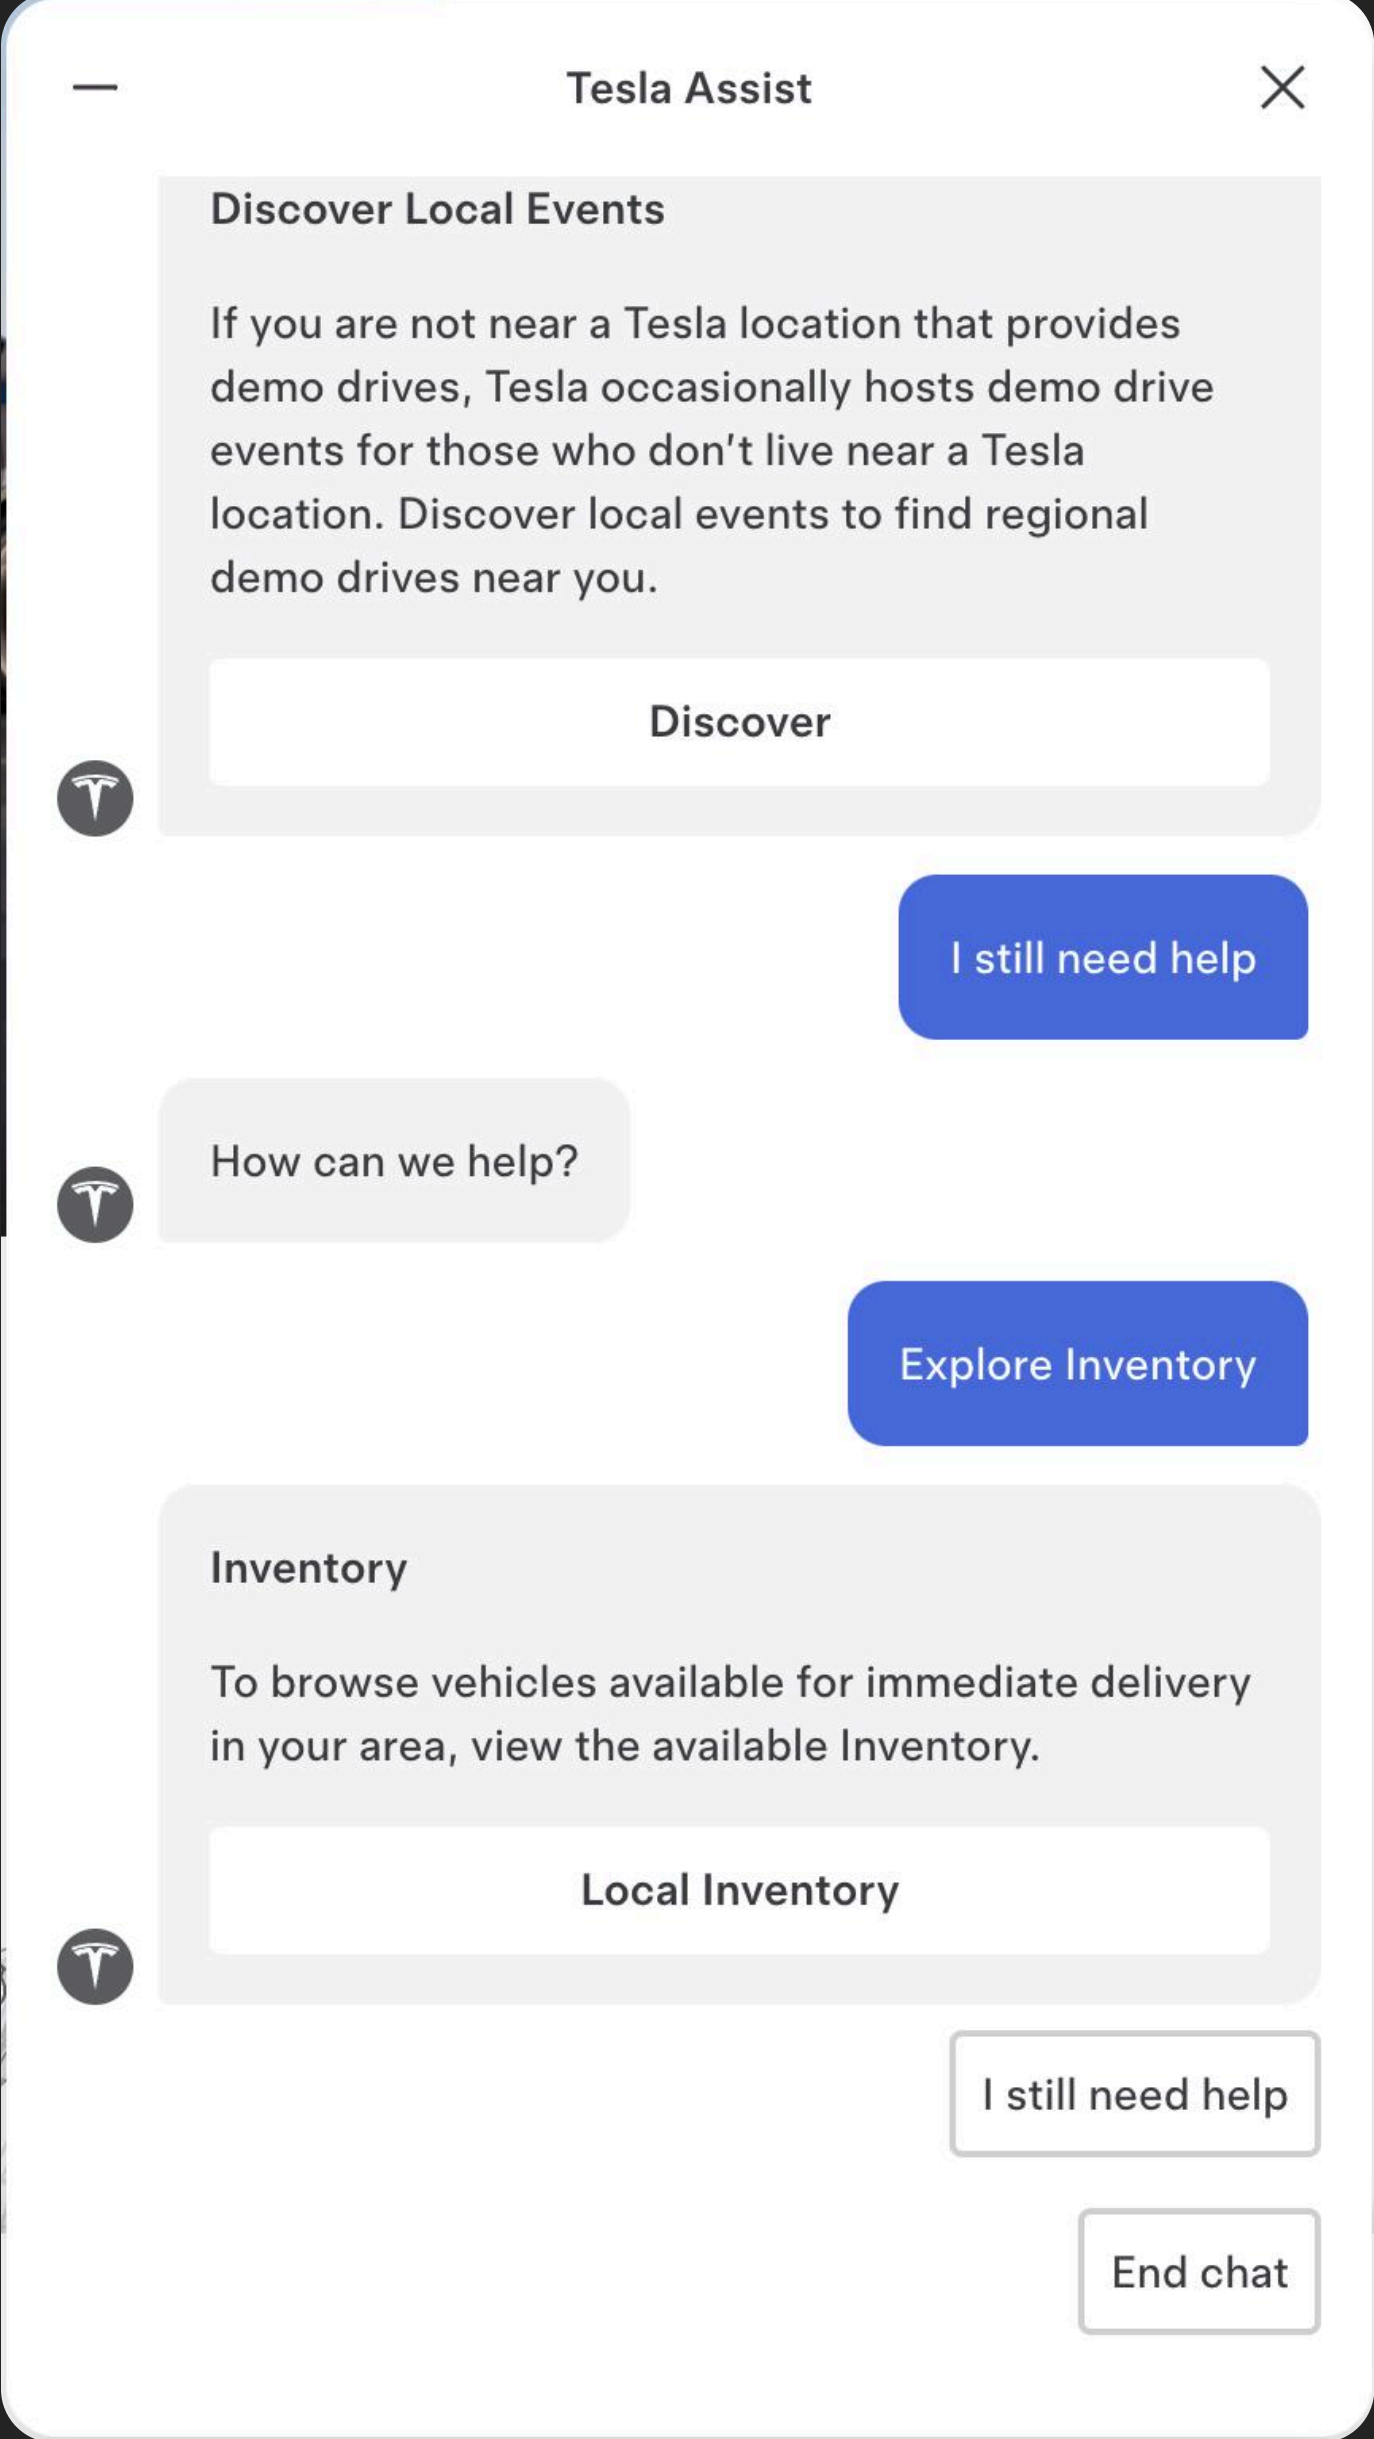 Tesla Assist
Discover Local Events
If you are not near a Tesla location that provides
demo drives, Tesla occasionally hosts demo drive
events for those who don’t live near a Tesla
location. Discover local events to find regional
demo drives near you.
Discover
I still need help
How can we help?
Explore Inventory
Inventory
To browse vehicles available for immediate delivery
in your area, view the available Inventory.
Local Inventory
I still need help
End chat